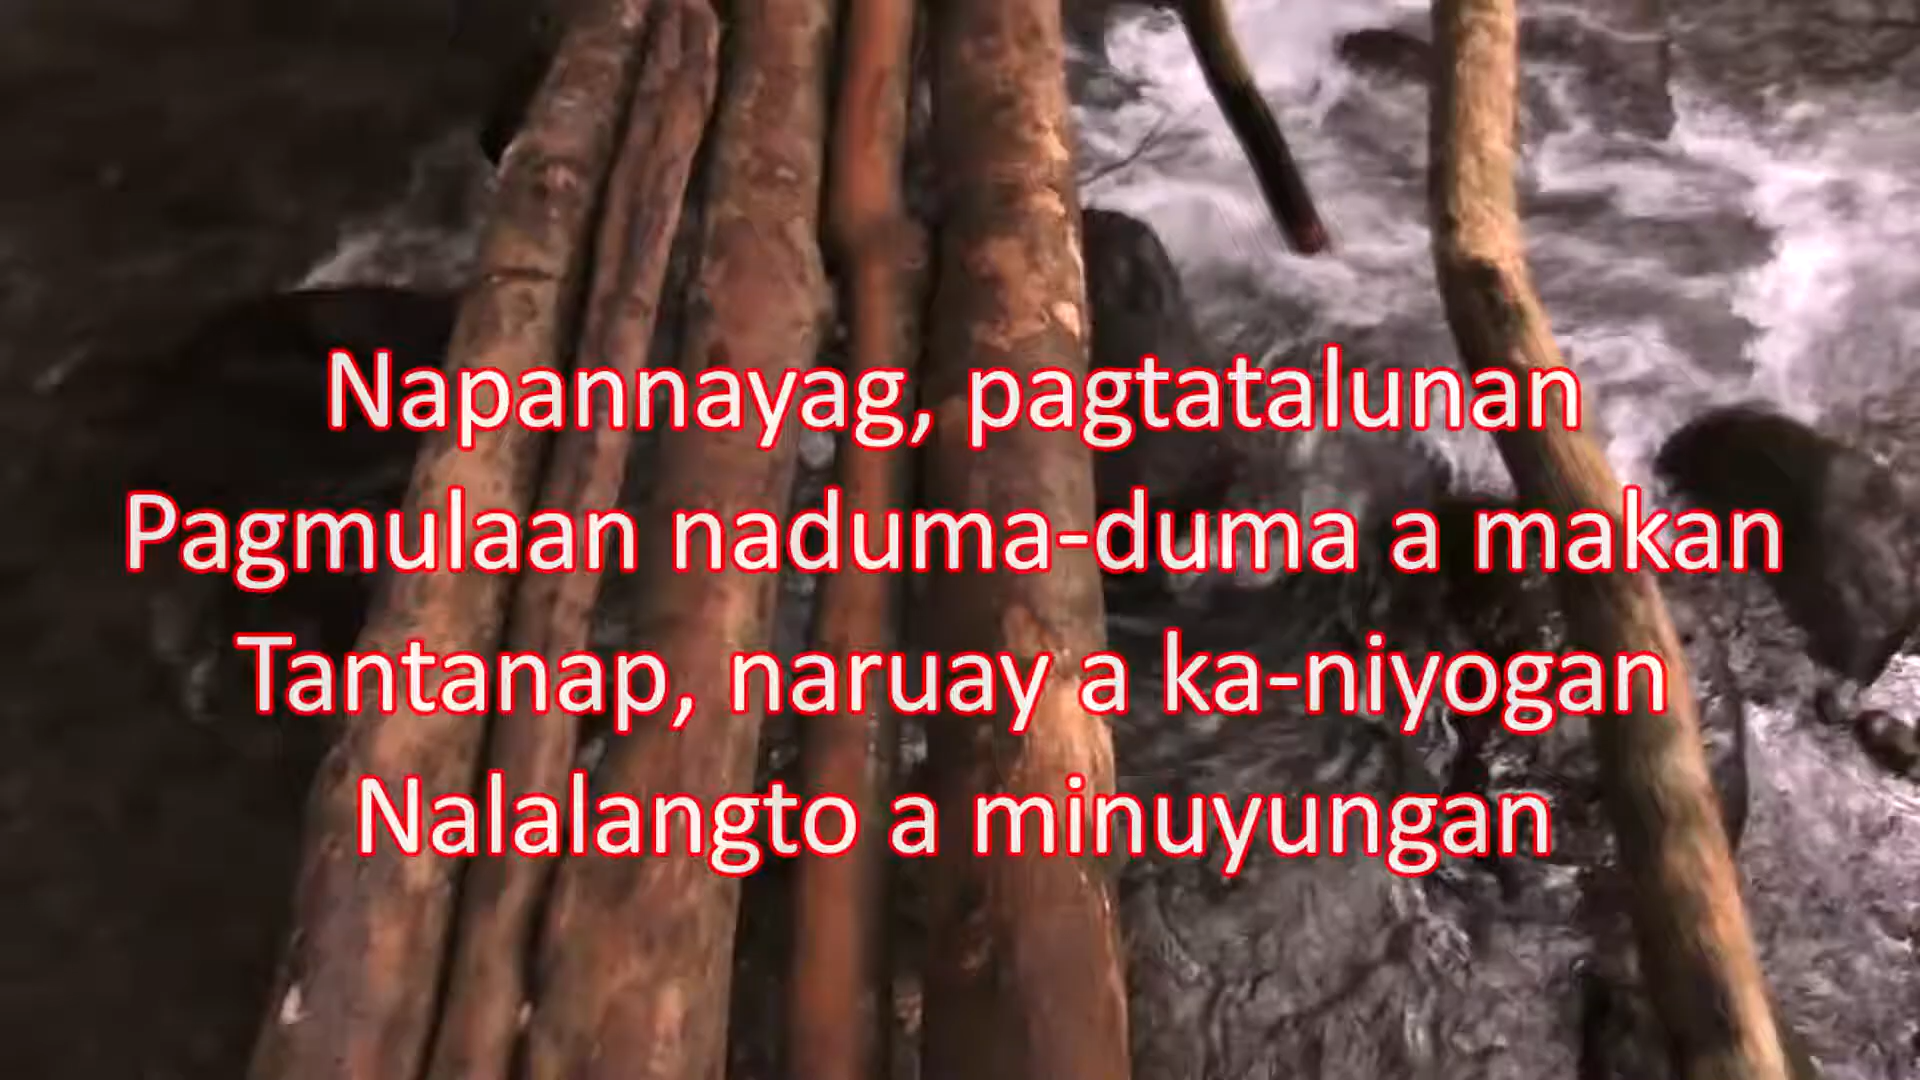 Napannayag, pagtatalunan
Pagmulaan naduma-duma a makan
Tantanap, naruay a ka-niyogan
Nalalangto a minuyungan